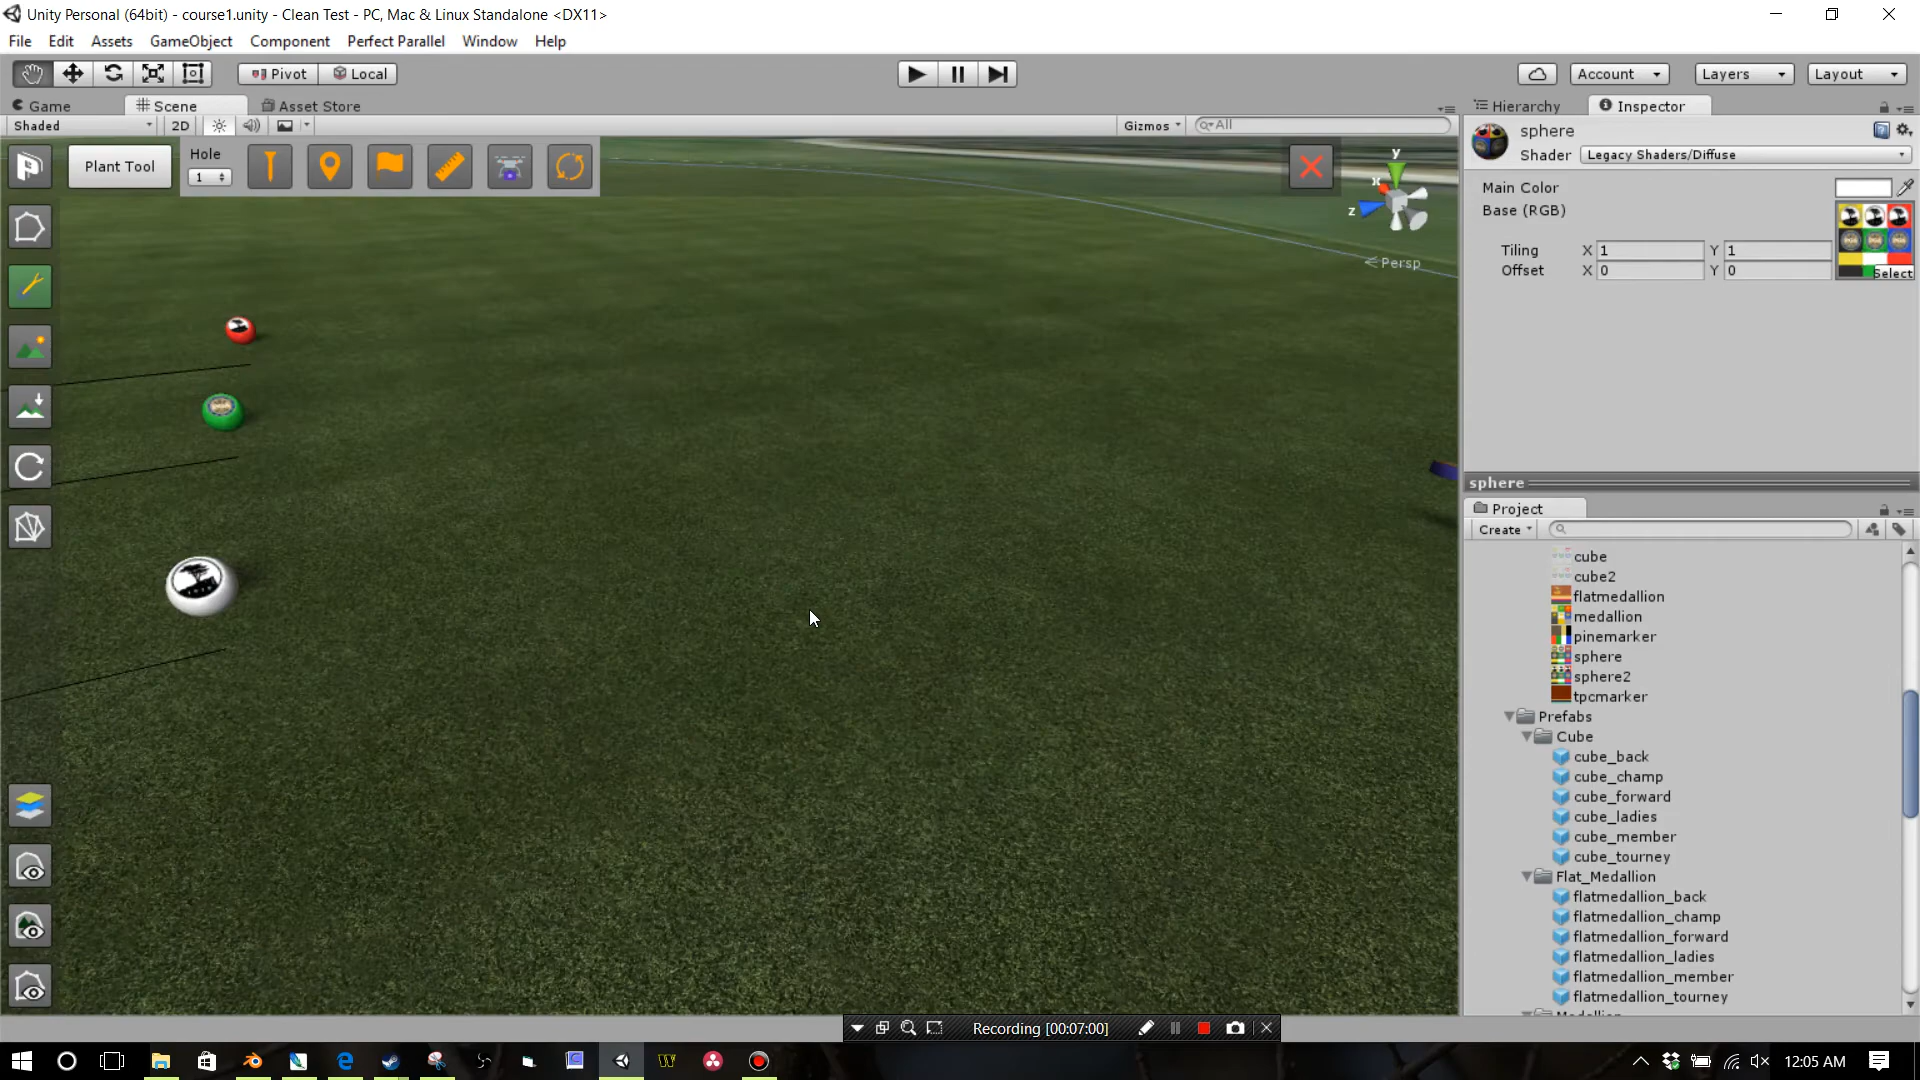 Unity Personal (64bit) - course1.unity - Clean Test - PC, Mac & Linux Standalone <DX11>
File Edit Assets GameObject Component Perfect Parallel Window Help
Pivot Local Account Layers Layout
Game Scene Asset Store Hierarchy Inspector
Shaded 2D Gizmos All
sphere
Shader Legacy Shaders/Diffuse
Plant Tool
Hole
1
y
x
z
Persp
Main Color
Base (RGB)
Tiling X 1 Y 1
Offset X 0 Y 0
Select
sphere
Project
Create
cube
cube2
flatmedallion
medallion
pinemarker
sphere
sphere2
tpcmarker
Prefabs
Cube
cube_back
cube_champ
cube_forward
cube_ladies
cube_member
cube_tourney
Flat_Medallion
flatmedallion_back
flatmedallion_champ
flatmedallion_forward
flatmedallion_ladies
flatmedallion_member
flatmedallion_tourney
Recording [00:07:00]
12:05 AM